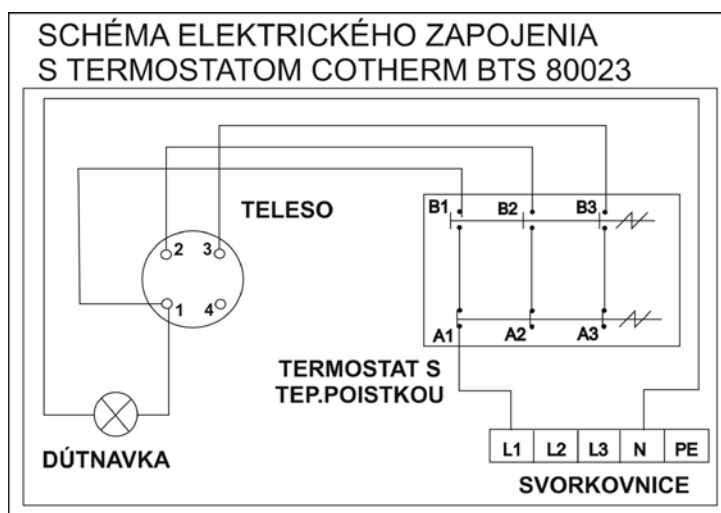 SCHÉMA ELEKTRICKÉHO ZAPOJENIA
S TERMOSTATOM COTHERM BTS 80023
TELESO
2 3
1 4
B1 B2 B3
A1 A2 A3
TERMOSTAT S
TEP.POISTKOU
DÚTNAVKA
L1 L2 L3 N PE
SVORKOVNICE